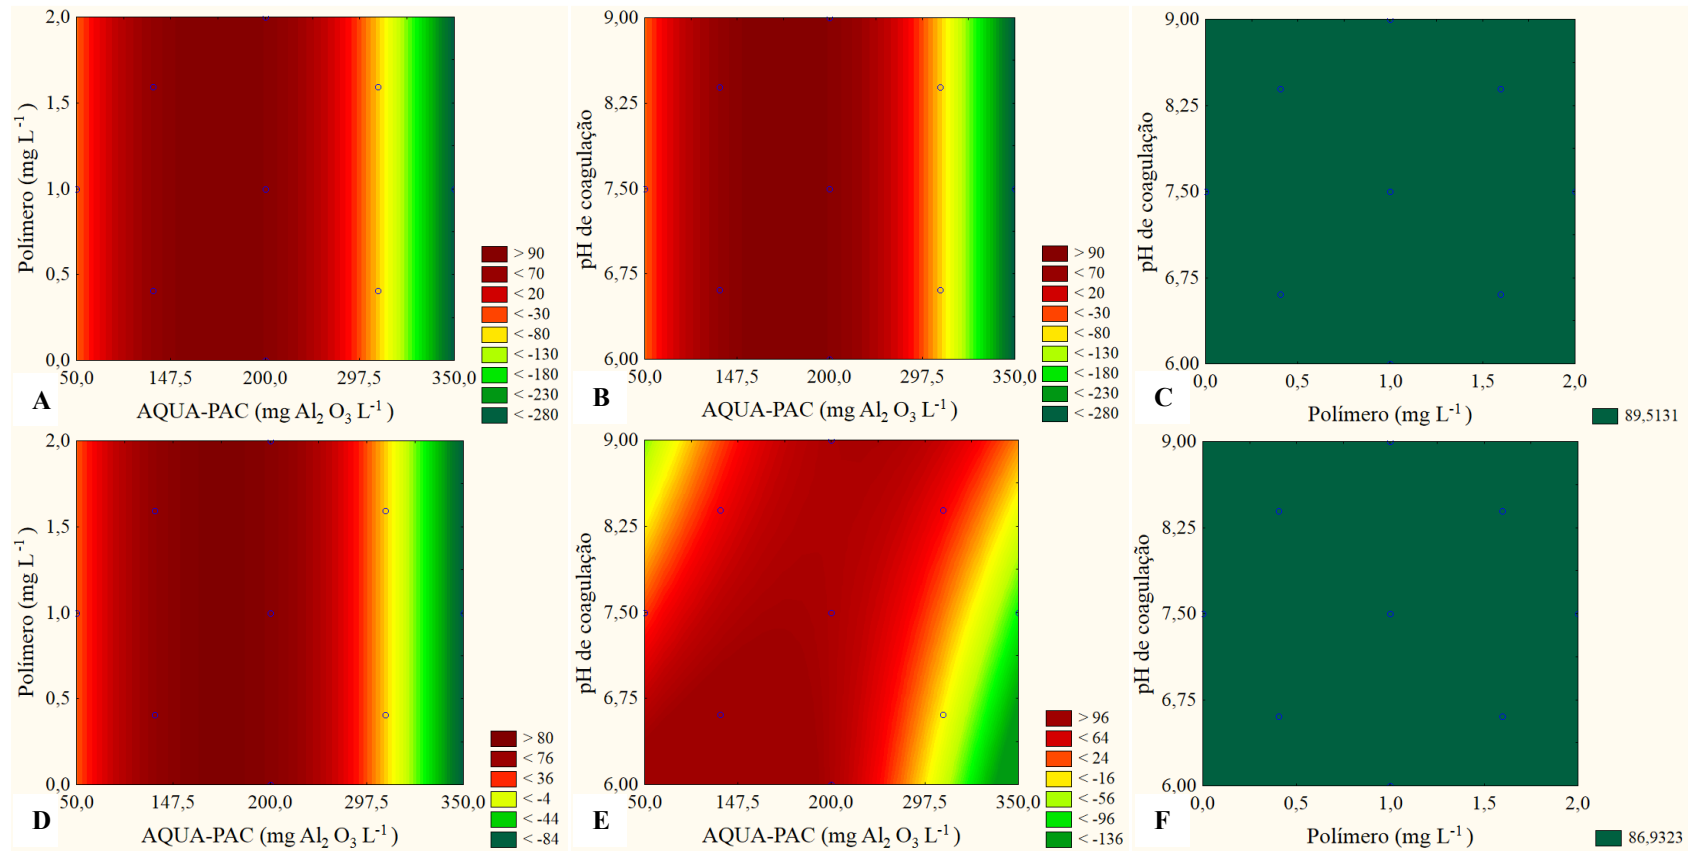 2,0
1,5
1,0
0,5
0,0
Polímero (mg L-1 )
50,0 147,5 200,0 297,5 350,0
AQUA-PAC (mg Al2 O3 L-1 )
> 90
< 70
< 20
< -30
< -80
< -130
< -180
< -230
< -280
A
9,00
8,25
7,50
6,75
6,00
pH de coagulação
50,0 147,5 200,0 297,5 350,0
AQUA-PAC (mg Al2 O3 L-1 )
> 90
< 70
< 20
< -30
< -80
< -130
< -180
< -230
< -280
B
9,00
8,25
7,50
6,75
6,00
pH de coagulação
0,0 0,5 1,0 1,5 2,0
Polímero (mg L-1 )
89,5131
C
2,0
1,5
1,0
0,5
0,0
Polímero (mg L-1 )
50,0 147,5 200,0 297,5 350,0
AQUA-PAC (mg Al2 O3 L-1 )
> 80
< 76
< 36
< -4
< -44
< -84
D
9,00
8,25
7,50
6,75
6,00
pH de coagulação
50,0 147,5 200,0 297,5 350,0
AQUA-PAC (mg Al2 O3 L-1 )
> 96
< 64
< 24
< -16
< -56
< -96
< -136
E
9,00
8,25
7,50
6,75
6,00
pH de coagulação
0,0 0,5 1,0 1,5 2,0
Polímero (mg L-1 )
86,9323
F